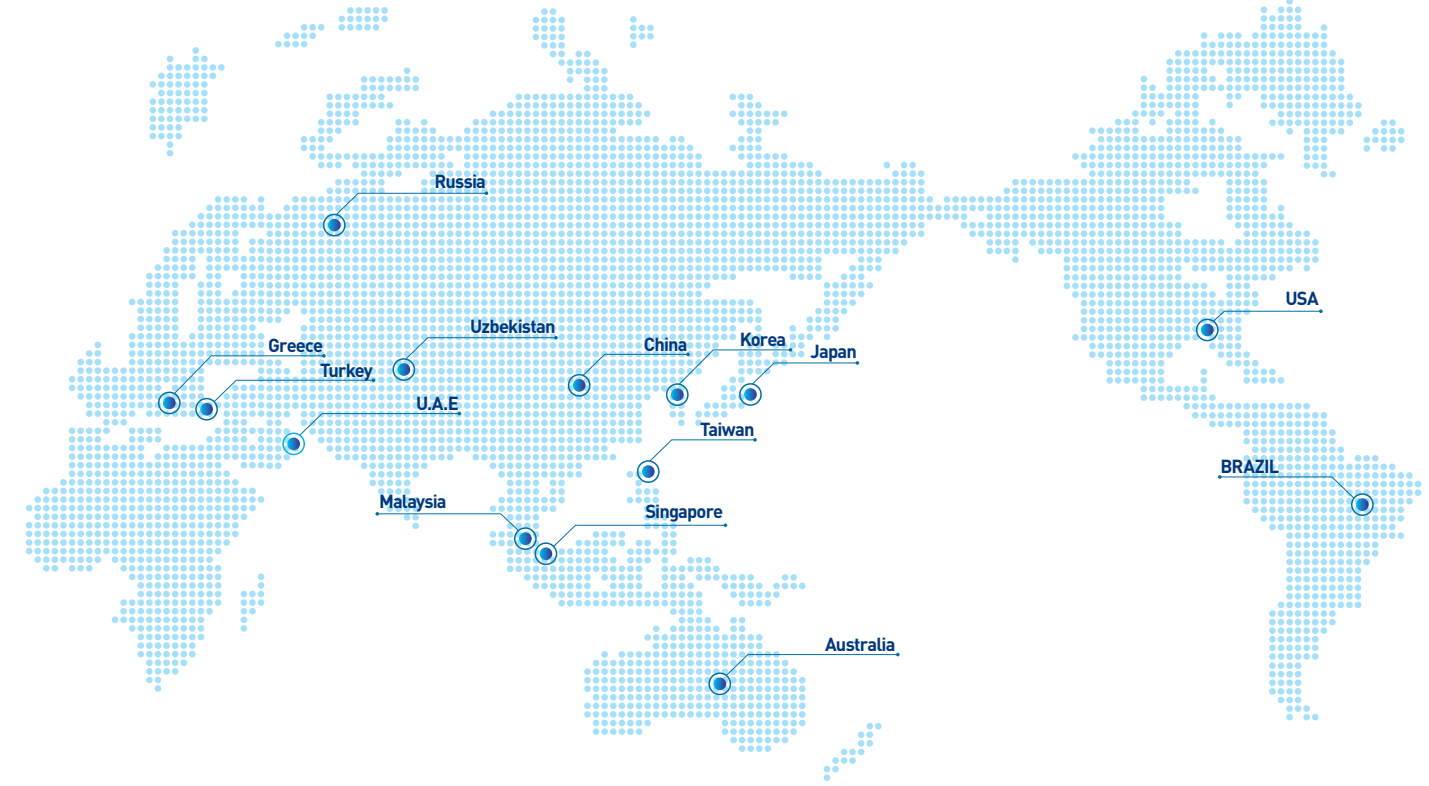 Russia
USA
Uzbekistan
Korea
China
Greece
Japan
Turkey
U.A.E
Taiwan
BRAZIL
Malaysia
Singapore
Australia